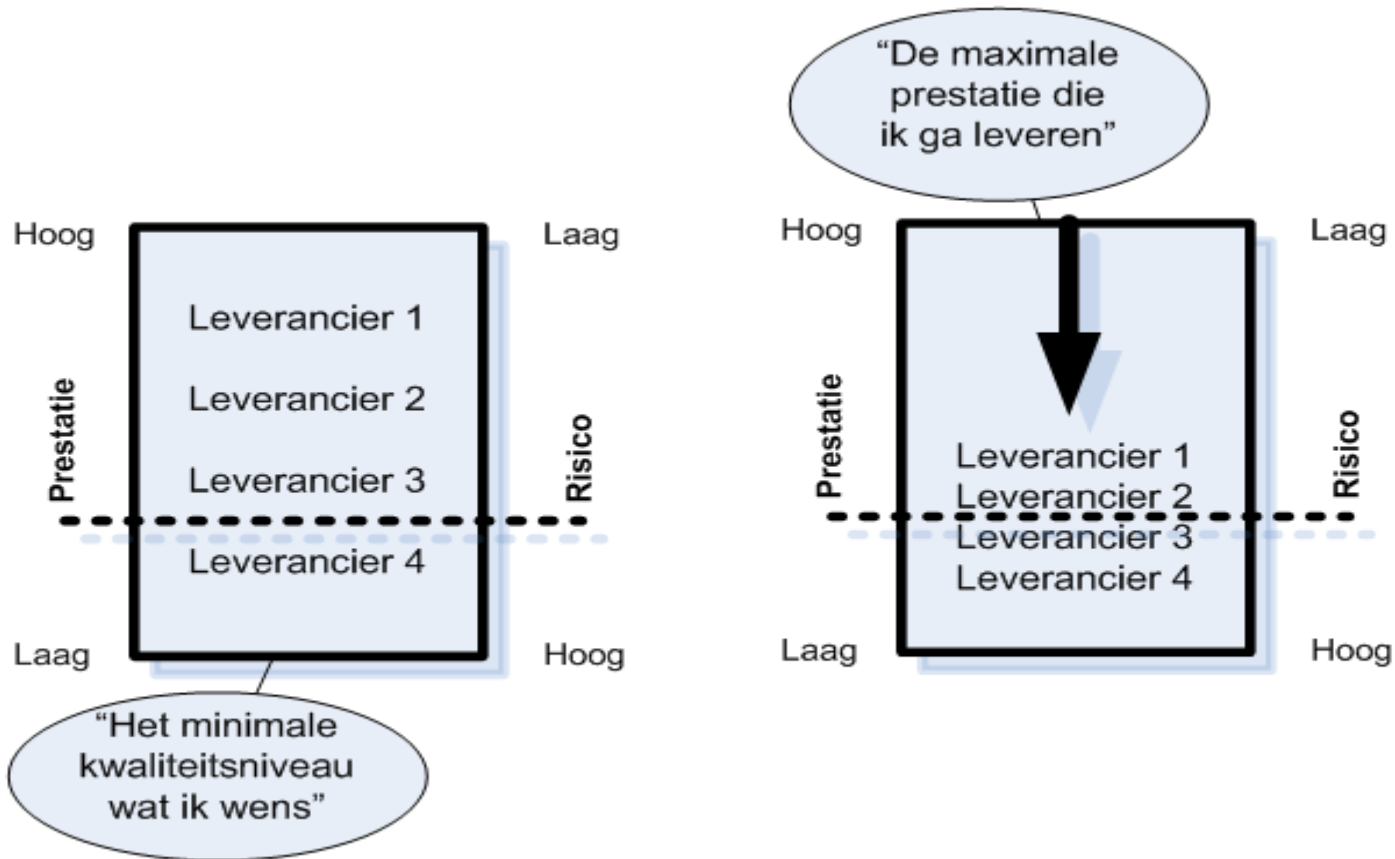 Hoog
Laag
Leverancier 1
Leverancier 2
Prestatie
Leverancier 3
Risico
Leverancier 4
Laag
Hoog
“Het minimale
kwaliteitsniveau
wat ik wens”
“De maximale
prestatie die
ik ga leveren”
Hoog
Laag
Prestatie
Leverancier 1
Risico
Leverancier 2
Leverancier 3
Leverancier 4
Laag
Hoog